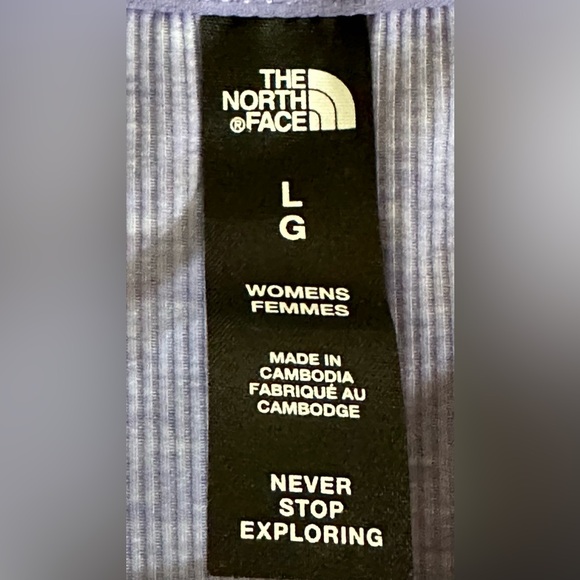 THE
NORTH
®FACE
L
G
WOMENS
FEMMES
MADE IN
CAMBODIA
FABRIQUÉ AU
CAMBODGE
NEVER
STOP
EXPLORING